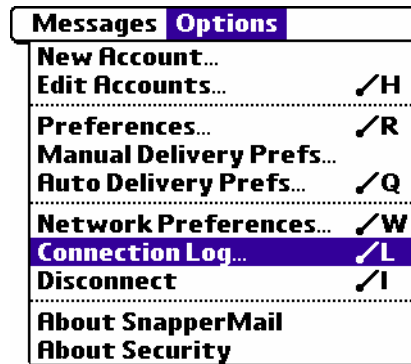 Messages Options
New Account...
Edit Accounts... /H
Preferences... /R
Manual Delivery Prefs...
Auto Delivery Prefs... /Q
Network Preferences... /W
Connection Log... /L
Disconnect /I
About SnapperMail
About Security